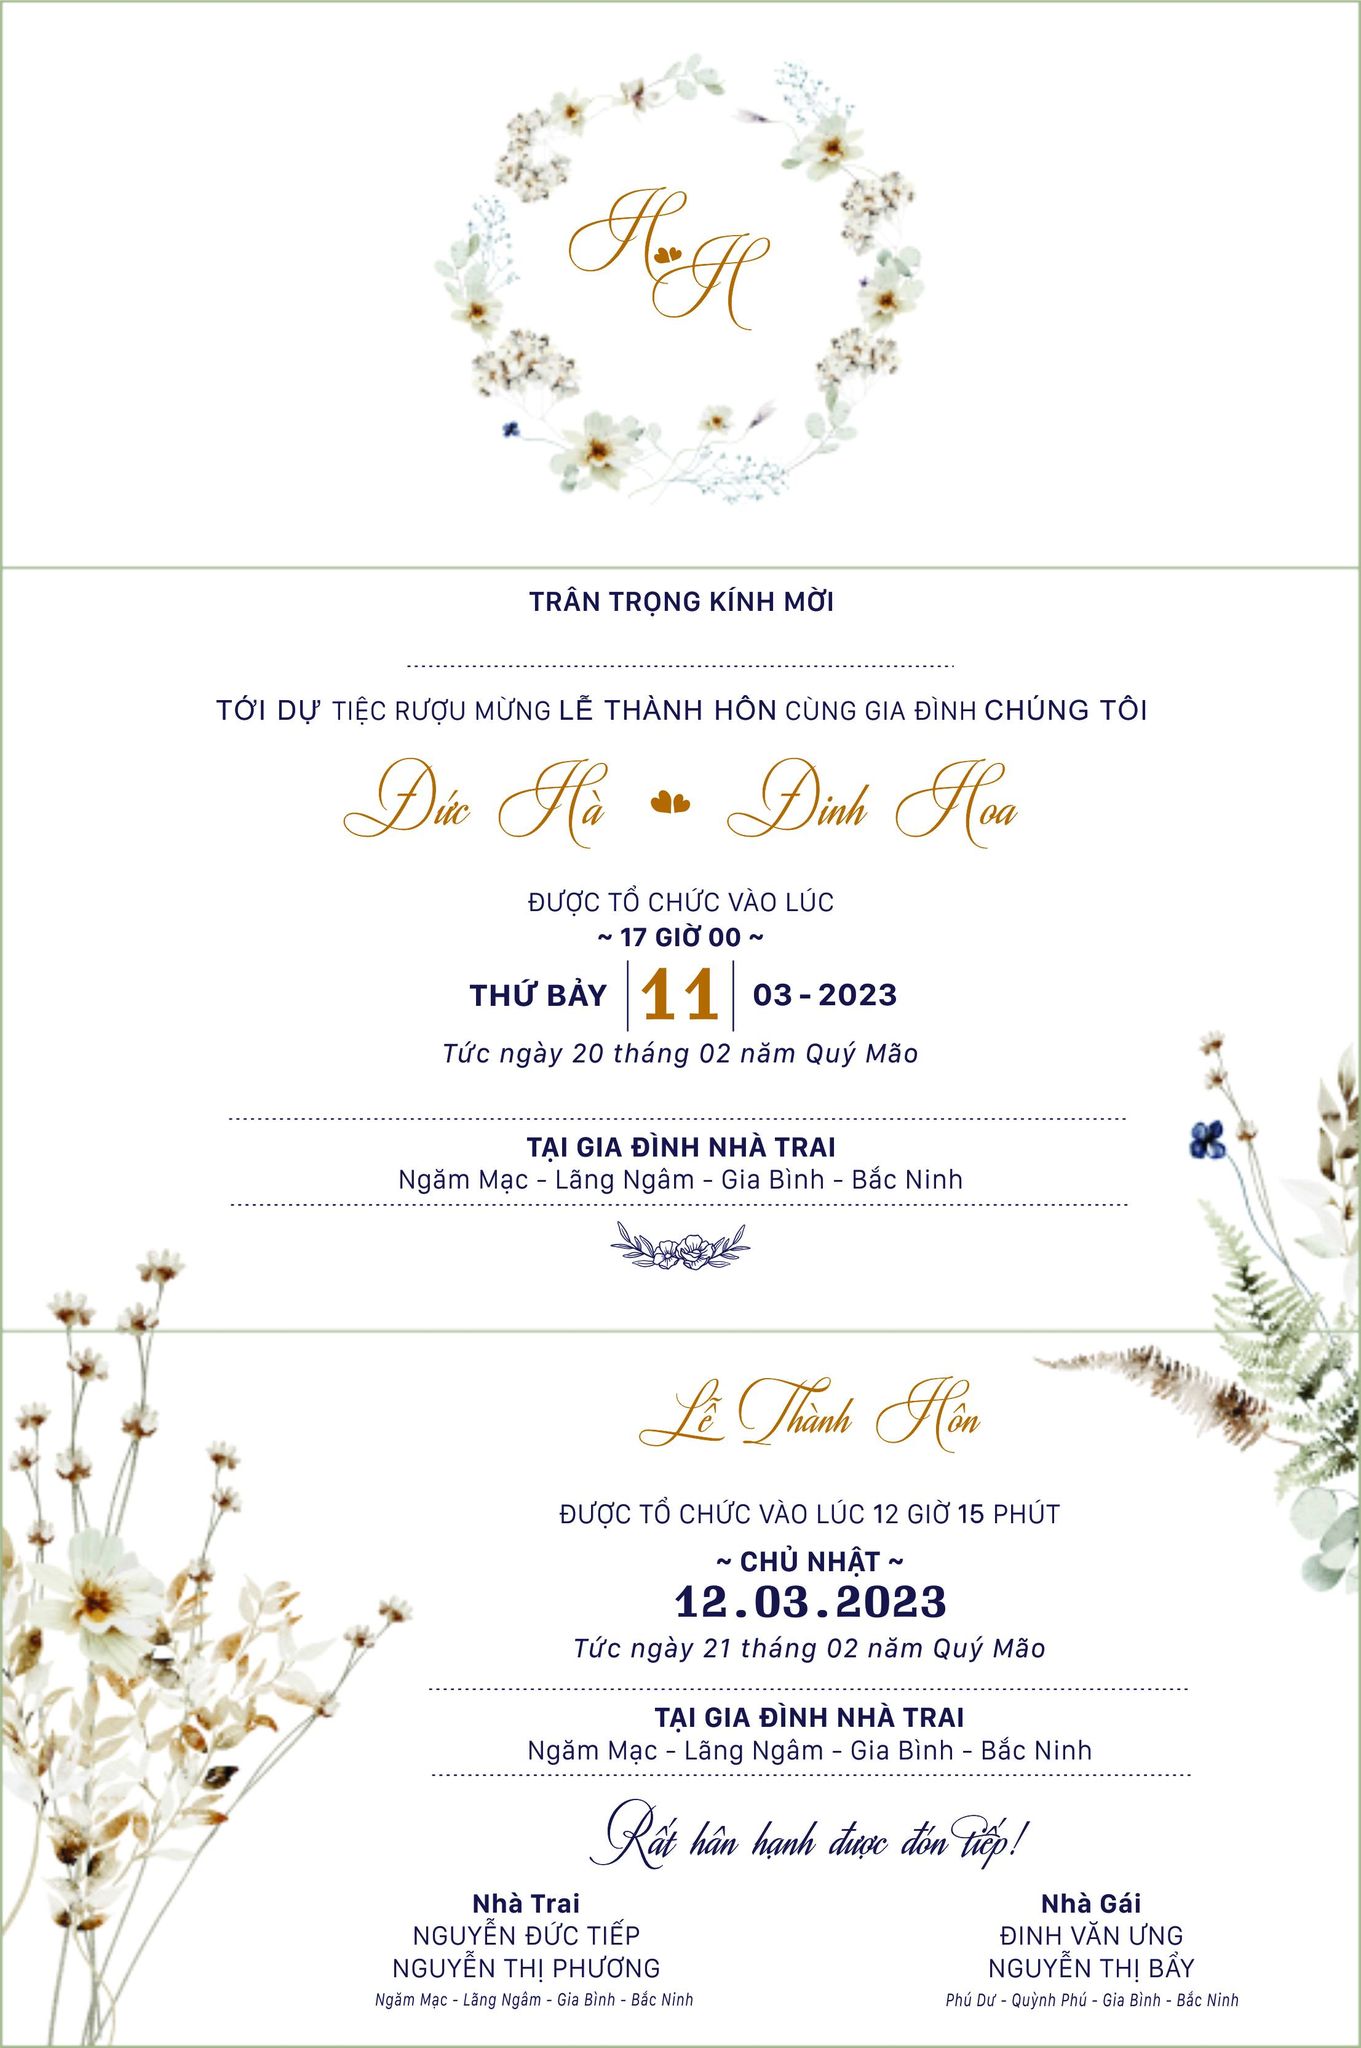 H H
TRÂN TRỌNG KÍNH MỜI
TỚI DỰ TIỆC RƯỢU MỪNG LỄ THÀNH HÔN CÙNG GIA ĐÌNH CHÚNG TÔI
Đức Hà Đinh Hoa
ĐƯỢC TỔ CHỨC VÀO LÚC
~ 17 GIỜ 00 ~
THỨ BẢY 11 03 - 2023
Tức ngày 20 tháng 02 năm Quý Mão
TẠI GIA ĐÌNH NHÀ TRAI
Ngăm Mạc - Lãng Ngâm - Gia Bình - Bắc Ninh
Lễ Thành Hôn
ĐƯỢC TỔ CHỨC VÀO LÚC 12 GIỜ 15 PHÚT
~ CHỦ NHẬT ~
12.03.2023
Tức ngày 21 tháng 02 năm Quý Mão
TẠI GIA ĐÌNH NHÀ TRAI
Ngăm Mạc - Lãng Ngâm - Gia Bình - Bắc Ninh
Rất hân hạnh được đón tiếp!
Nhà Trai
NGUYỄN ĐỨC TIẾP
NGUYỄN THỊ PHƯƠNG
Ngăm Mạc - Lãng Ngâm - Gia Bình - Bắc Ninh
Nhà Gái
ĐINH VĂN ƯNG
NGUYỄN THỊ BẨY
Phú Dư - Quỳnh Phú - Gia Bình - Bắc Ninh